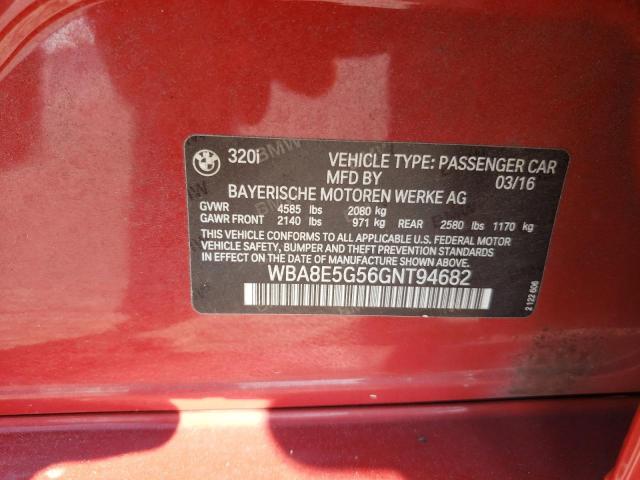 BMW 320i VEHICLE TYPE: PASSENGER CAR
MFD BY 03/16
BAYERISCHE MOTOREN WERKE AG
GVWR 4585 lbs 2080 kg
GAWR FRONT 2140 lbs 971 kg REAR 2580 lbs 1170 kg
THIS VEHICLE CONFORMS TO ALL APPLICABLE U.S. FEDERAL MOTOR
VEHICLE SAFETY, BUMPER AND THEFT PREVENTION STANDARDS
IN EFFECT ON THE DATE OF MANUFACTURE SHOWN ABOVE.
WBA8E5G56GNT94682
2 122 606